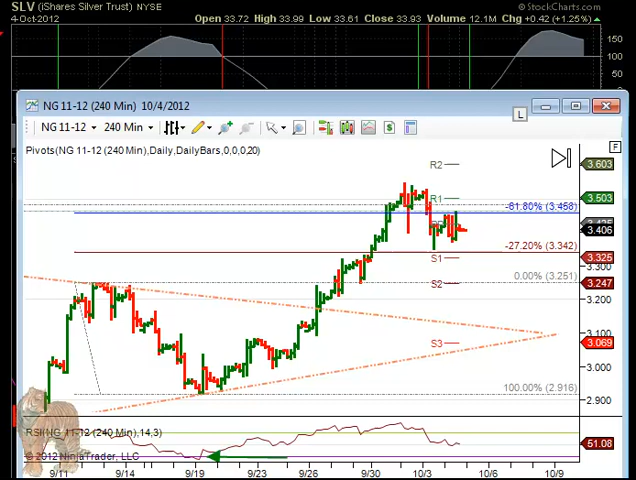 SLV (iShares Silver Trust) NYSE
© StockCharts.com
4-Oct-2012
Open 33.72 High 33.99 Low 33.61 Close 33.93 Volume 12.1M Chg +0.42 (+1.25%)
150
100
50
0
NG 11-12 (240 Min) 10/4/2012
L
NG 11-12
240 Min
F
Pivots(NG 11-12 (240 Min),Daily,DailyBars,0,0,0,20)
R2
3.603
R1
3.503
-61.80% (3.458)
3.406
-27.20% (3.342)
S1
3.325
3.300
0.00% (3.251)
S2
3.247
3.200
3.100
S3
3.069
3.000
100.00% (2.916)
2.900
RSI(NG 11-12 (240 Min),14,3)
51.08
© 2012 NinjaTrader, LLC
9/11
9/14
9/19
9/23
9/26
9/30
10/3
10/6
10/9